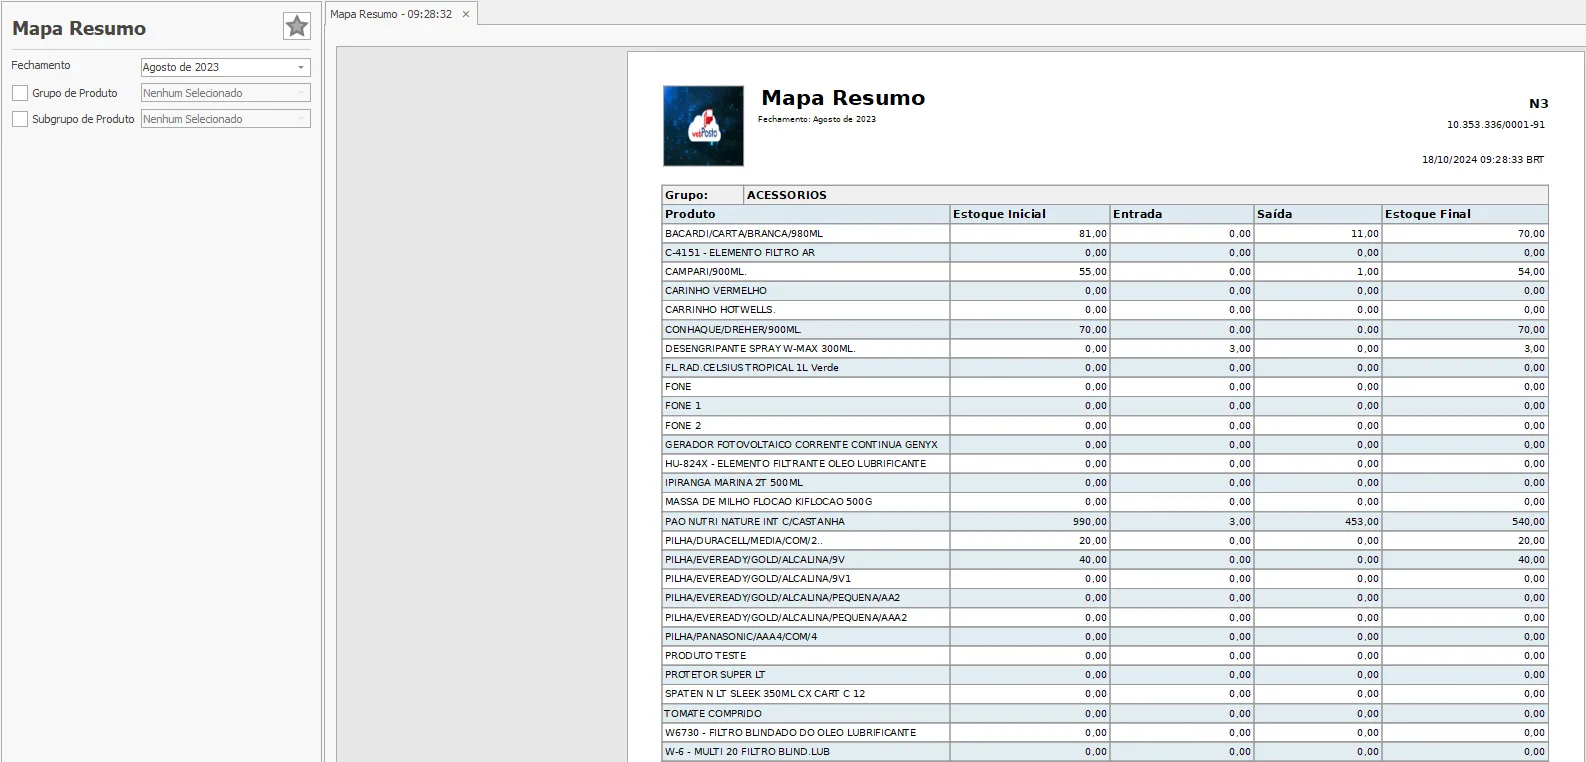 Mapa Resumo
Fechamento
Agosto de 2023
Grupo de Produto
Nenhum Selecionado
Subgrupo de Produto
Nenhum Selecionado
Mapa Resumo - 09:28:32
webPosto
Mapa Resumo
Fechamento: Agosto de 2023
N3
10.353.336/0001-91
18/10/2024 09:28:33 BRT
Grupo: ACESSORIOS
Produto Estoque Inicial Entrada Saída Estoque Final
BACARDI/CARTA/BRANCA/980ML 81,00 0,00 11,00 70,00
C-4151 - ELEMENTO FILTRO AR 0,00 0,00 0,00 0,00
CAMPARI/900ML. 55,00 0,00 1,00 54,00
CARINHO VERMELHO 0,00 0,00 0,00 0,00
CARRINHO HOTWELLS. 0,00 0,00 0,00 0,00
CONHAQUE/DREHER/900ML. 70,00 0,00 0,00 70,00
DESENGRIPANTE SPRAY W-MAX 300ML. 0,00 3,00 0,00 3,00
FL.RAD.CELSIUS TROPICAL 1L Verde 0,00 0,00 0,00 0,00
FONE 0,00 0,00 0,00 0,00
FONE 1 0,00 0,00 0,00 0,00
FONE 2 0,00 0,00 0,00 0,00
GERADOR FOTOVOLTAICO CORRENTE CONTINUA GENYX 0,00 0,00 0,00 0,00
HU-824X - ELEMENTO FILTRANTE OLEO LUBRIFICANTE 0,00 0,00 0,00 0,00
IPIRANGA MARINA 2T 500ML 0,00 0,00 0,00 0,00
MASSA DE MILHO FLOCAO KIFLOCAO 500G 0,00 0,00 0,00 0,00
PAO NUTRI NATURE INT C/CASTANHA 990,00 3,00 453,00 540,00
PILHA/DURACELL/MEDIA/COM/2.. 20,00 0,00 0,00 20,00
PILHA/EVEREADY/GOLD/ALCALINA/9V 40,00 0,00 0,00 40,00
PILHA/EVEREADY/GOLD/ALCALINA/9V1 0,00 0,00 0,00 0,00
PILHA/EVEREADY/GOLD/ALCALINA/PEQUENA/AA2 0,00 0,00 0,00 0,00
PILHA/EVEREADY/GOLD/ALCALINA/PEQUENA/AAA2 0,00 0,00 0,00 0,00
PILHA/PANASONIC/AAA4/COM/4 0,00 0,00 0,00 0,00
PRODUTO TESTE 0,00 0,00 0,00 0,00
PROTETOR SUPER LT 0,00 0,00 0,00 0,00
SPATEN N LT SLEEK 350ML CX CART C 12 0,00 0,00 0,00 0,00
TOMATE COMPRIDO 0,00 0,00 0,00 0,00
W6730 - FILTRO BLINDADO DO OLEO LUBRIFICANTE 0,00 0,00 0,00 0,00
W-6 - MULTI 20 FILTRO BLIND.LUB 0,00 0,00 0,00 0,00